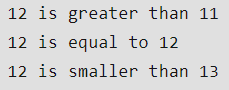 12 is greater than 11
12 is equal to 12
12 is smaller than 13